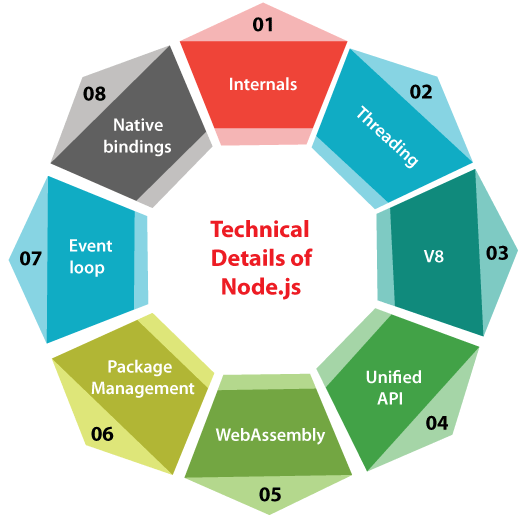 01
Internals
02
Threading
03
V8
04
Unified
API
05
WebAssembly
06
Package
Management
07
Event
loop
08
Native
bindings
Technical
Details of
Node.js